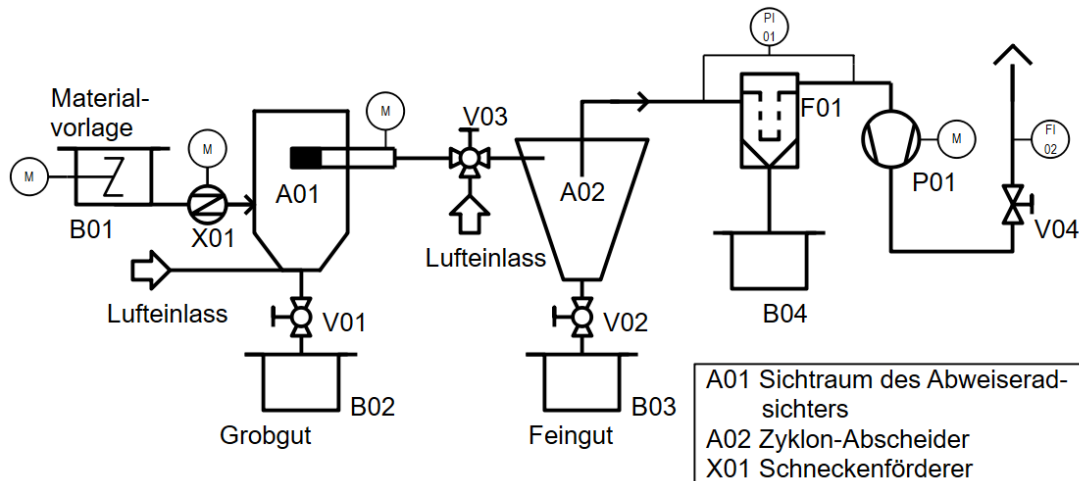 PI
01
Material-
vorlage
M
B01
M
X01
A01
M
V03
A02
F01
P01
M
FI
02
V04
Lufteinlass
Lufteinlass
V01
V02
B04
B02
B03
Grobgut
Feingut
A01 Sichtraum des Abweiserad-
sichters
A02 Zyklon-Abscheider
X01 Schneckenförderer